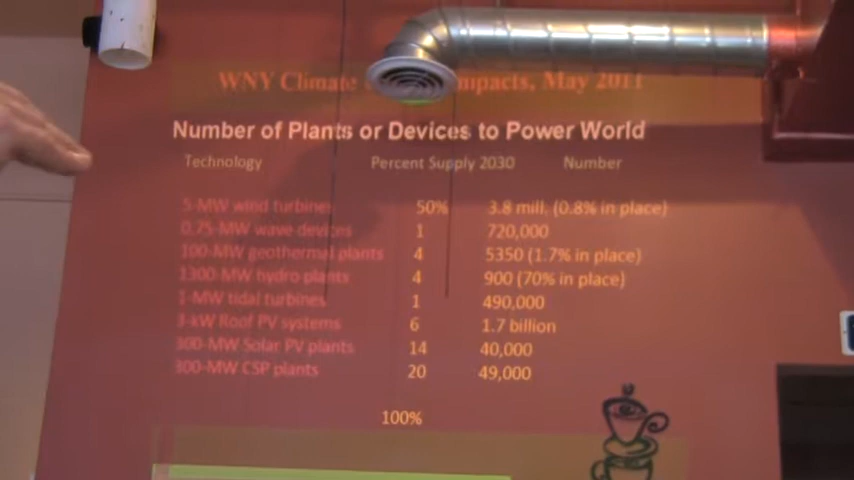 WNY Climate mpacts, May 2011
Number of Plants or Devices to Power World
Technology Percent Supply 2030 Number
5-MW wind turbines 50% 3.8 mill. (0.8% in place)
0.75-MW wave devices 1 720,000
100-MW geothermal plants 4 5350 (1.7% in place)
1300-MW hydro plants 4 900 (70% in place)
1-MW tidal turbines 1 490,000
3-kW Roof PV systems 6 1.7 billion
300-MW Solar PV plants 14 40,000
300-MW CSP plants 20 49,000
100%